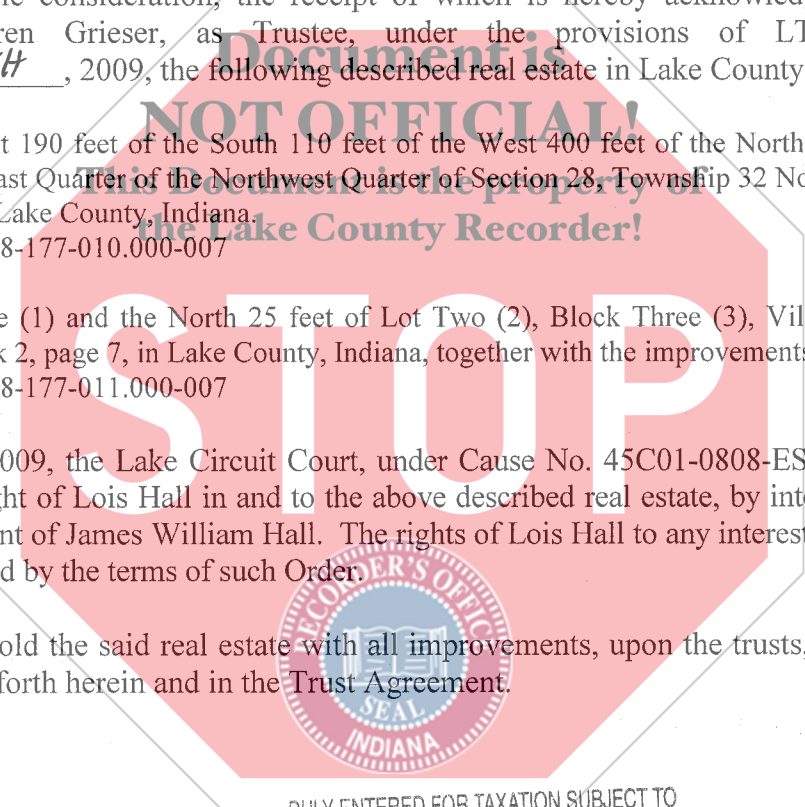 consideration, the receipt of which is hereby acknowled
ren Grieser, as Trustee, under the provisions of LT
H, 2009, the following described real estate in Lake County
Document is
NOT OFFICIAL!
This Document is the property of
the Lake County Recorder!
t 190 feet of the South 110 feet of the West 400 feet of the North
ast Quarter of the Northwest Quarter of Section 28, Township 32 No
Lake County, Indiana.
8-177-010.000-007
STOP
e (1) and the North 25 feet of Lot Two (2), Block Three (3), Vil
k 2, page 7, in Lake County, Indiana, together with the improvements
8-177-011.000-007
009, the Lake Circuit Court, under Cause No. 45C01-0808-ES
ght of Lois Hall in and to the above described real estate, by inte
nt of James William Hall. The rights of Lois Hall to any interest
d by the terms of such Order.
old the said real estate with all improvements, upon the trusts,
forth herein and in the Trust Agreement.
RECORDER'S OFFICE
SEAL
INDIANA
DULY ENTERED FOR TAXATION SUBJECT TO